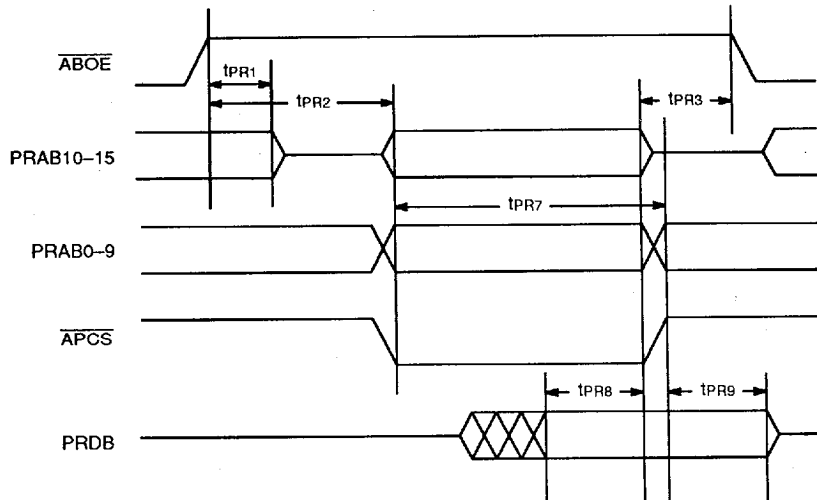 ABOE
tPR1
tPR2
tPR3
PRAB10–15
tPR7
PRAB0–9
APCS
tPR8
tPR9
PRDB